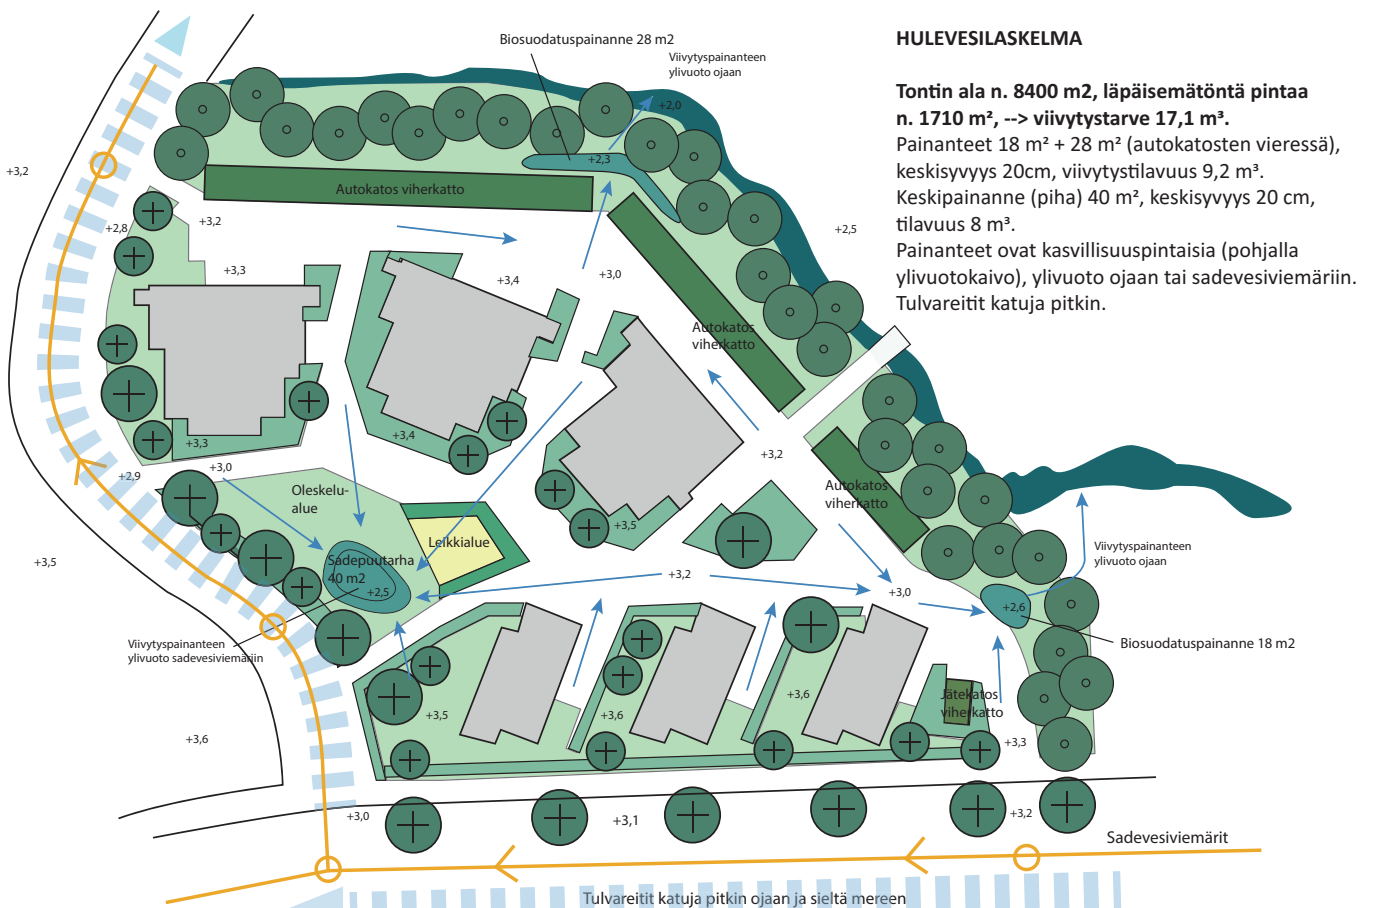 HULEVESILASKELMA
Tontin ala n. 8400 m2, läpäisemätöntä pintaa
n. 1710 m², --> viivytystarve 17,1 m³.
Painanteet 18 m² + 28 m² (autokatosten vieressä),
keskisyvyys 20cm, viivytystilavuus 9,2 m³.
Keskipainanne (piha) 40 m², keskisyvyys 20 cm,
tilavuus 8 m³.
Painanteet ovat kasvillisuuspintaisia (pohjalla
ylivuotokaivo), ylivuoto ojaan tai sadevesiviemäriin.
Tulvareitit katuja pitkin.
Biosuodatuspainanne 28 m2
Viivytyspainanteen
ylivuoto ojaan
+2,0
+2,3
+3,2
Autokatos viherkatto
+2,8
+3,2
+2,5
+3,3
+3,4
+3,0
Autokatos
viherkatto
+3,3
+3,4
+3,2
+2,9
+3,0
Oleskelu-
alue
Autokatos
viherkatto
+3,5
Leikkialue
+3,5
Sadepuutarha
40 m2
+2,5
+3,2
+3,0
Viivytyspainanteen
ylivuoto ojaan
+2,6
Viivytyspainanteen
ylivuoto sadevesiviemäriin
Biosuodatuspainanne 18 m2
+3,6
+3,5
+3,6
+3,6
Jätekatos
viherkatto
+3,3
+3,0
+3,1
+3,2
Sadevesiviemärit
Tulvareitit katuja pitkin ojaan ja sieltä mereen